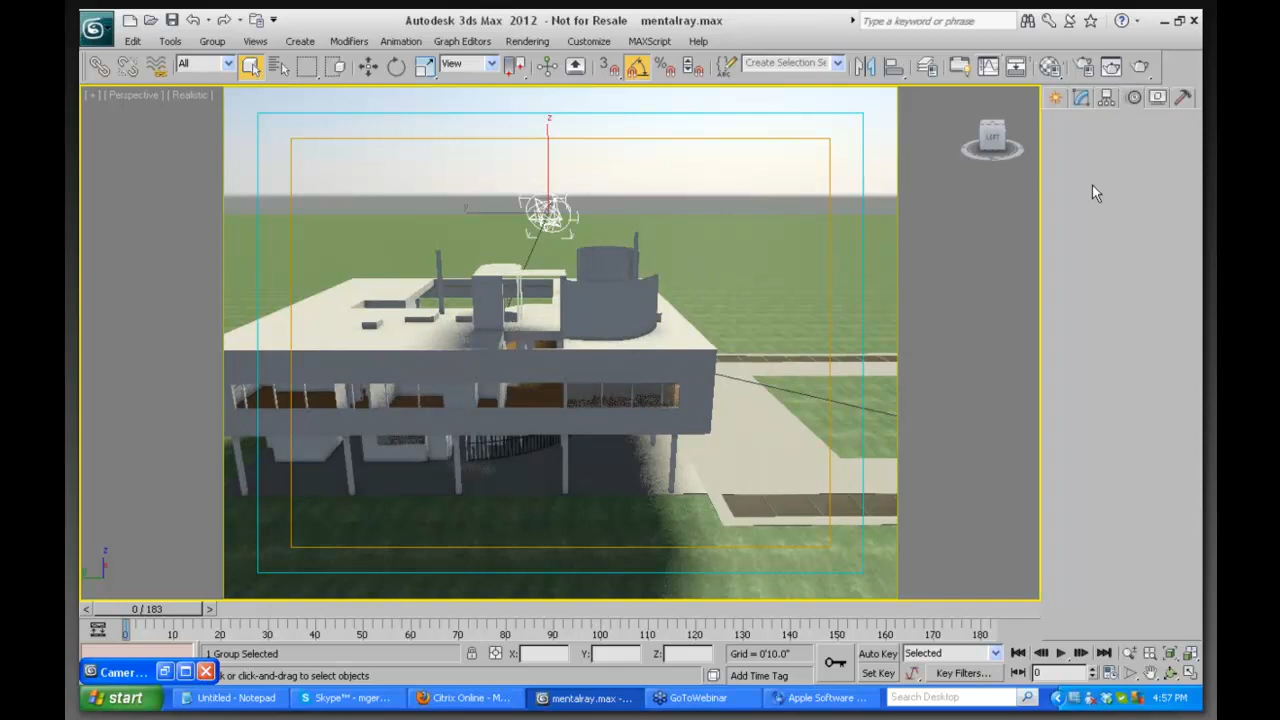 Autodesk 3ds Max 2012 - Not for Resale mentalray.max
Type a keyword or phrase
Edit Tools Group Views Create Modifiers Animation Graph Editors Rendering Customize MAXScript Help
All View Create Selection Se
[ + ] [ Perspective ] [ Realistic ]
z
LEFT
y
z
0 / 183
0 10 20 30 40 50 60 70 80 90 100 110 120 130 140 150 160 170 180
1 Group Selected X: Y: Z: Grid = 0'10.0" Auto Key Selected
Camer... k or click-and-drag to select objects Add Time Tag Set Key Key Filters... 0
start Untitled - Notepad Skype™ - mger... Citrix Online - M... mentalray.max -... GoToWebinar Apple Software ... Search Desktop 4:57 PM